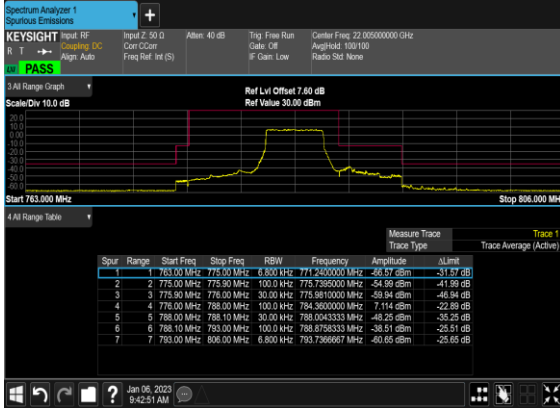 Spectrum Analyzer 1
Spurious Emissions
+
KEYSIGHT Input: RF Input Z: 50 Ω Atten: 40 dB Trig: Free Run Center Freq: 22.005000000 GHz
R T Coupling: DC Corr CCorr Gate: Off Avg|Hold: 100/100
Align: Auto Freq Ref: Int (S) IF Gain: Low Radio Std: None
PASS
3 All Range Graph
Ref Lvl Offset 7.60 dB
Scale/Div 10.0 dB Ref Value 30.00 dBm
20.0
10.0
0.00
-10.0
-20.0
-30.0
-40.0
-50.0
-60.0
Start 763.000 MHz Stop 806.000 MH
4 All Range Table
Measure Trace Trace 1
Trace Type Trace Average (Active)
Spur Range Start Freq Stop Freq RBW Frequency Amplitude ΔLimit
1 1 763.00 MHz 775.00 MHz 6.800 kHz 771.2400000 MHz -66.57 dBm -31.57 dB
2 2 775.00 MHz 775.90 MHz 100.0 kHz 775.7395000 MHz -54.99 dBm -41.99 dB
3 3 775.90 MHz 776.00 MHz 30.00 kHz 775.9810000 MHz -59.94 dBm -46.94 dB
4 4 776.00 MHz 788.00 MHz 100.0 kHz 784.3600000 MHz 7.114 dBm -22.89 dB
5 5 788.00 MHz 788.10 MHz 30.00 kHz 788.0043333 MHz -48.25 dBm -35.25 dB
6 6 788.10 MHz 793.00 MHz 100.0 kHz 788.8758333 MHz -38.51 dBm -25.51 dB
7 7 793.00 MHz 806.00 MHz 6.800 kHz 793.7366667 MHz -60.65 dBm -25.65 dB
?
Jan 06, 2023
9:42:51 AM